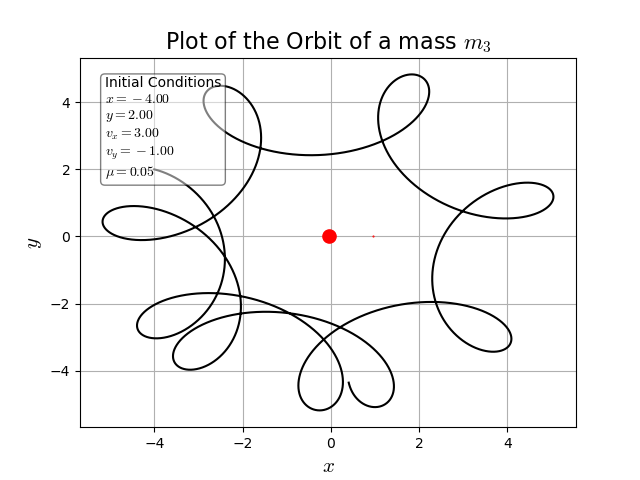 Plot of the Orbit of a mass m₃
Initial Conditions
x = −4.00
y = 2.00
vₓ = 3.00
v_y = −1.00
μ = 0.05
4
2
0
−2
−4
y
−4
−2
0
2
4
x